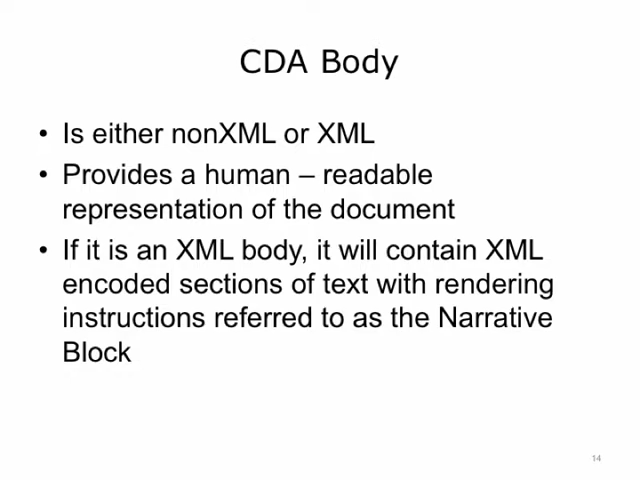 CDA Body
• Is either nonXML or XML
• Provides a human – readable
representation of the document
• If it is an XML body, it will contain XML
encoded sections of text with rendering
instructions referred to as the Narrative
Block
14